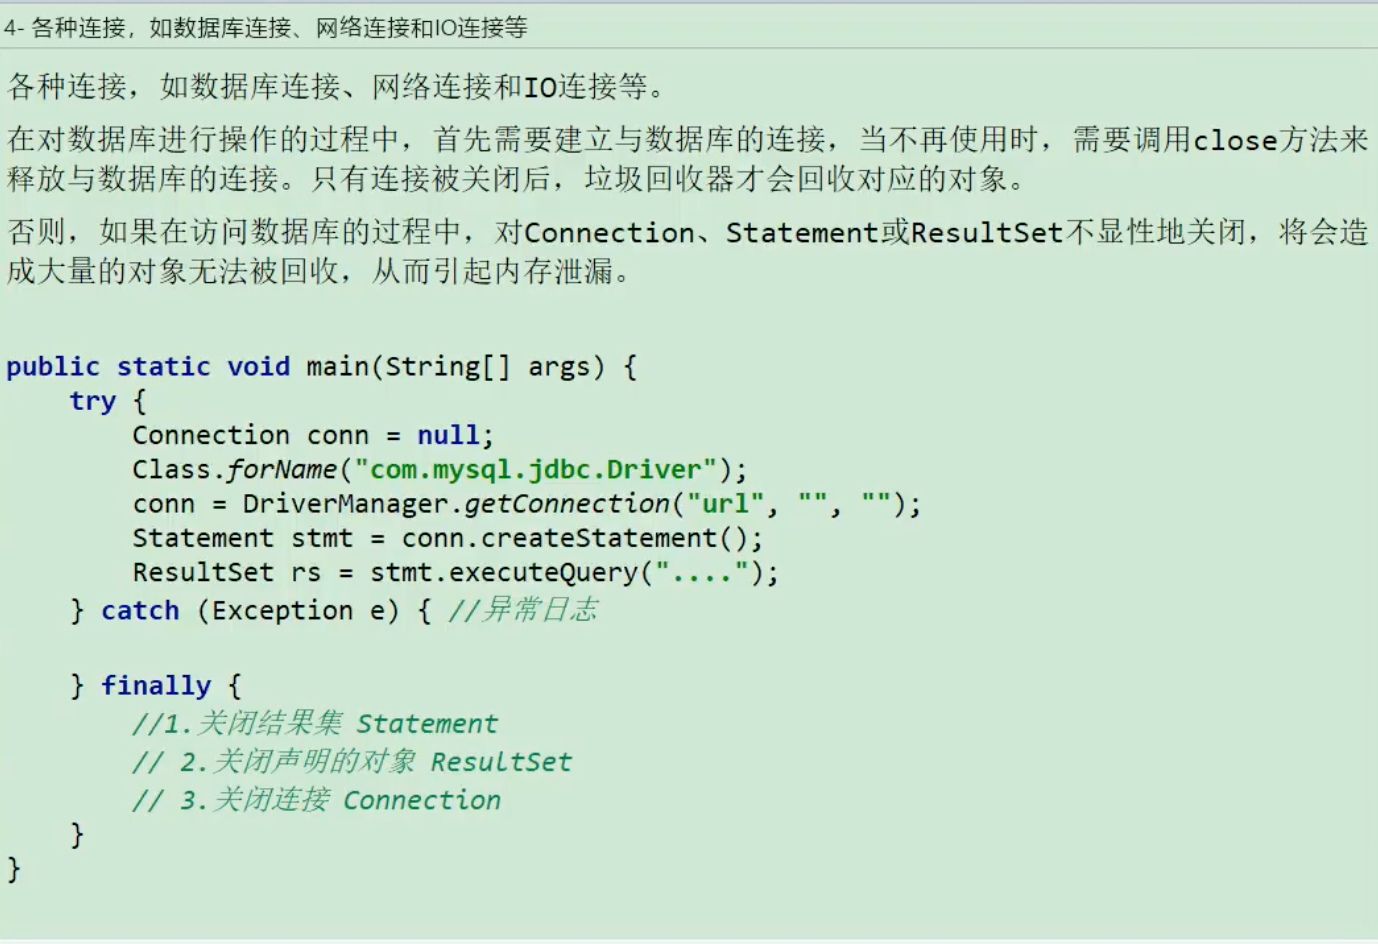 4- 各种连接，如数据库连接、网络连接和IO连接等
各种连接，如数据库连接、网络连接和IO连接等。
在对数据库进行操作的过程中，首先需要建立与数据库的连接，当不再使用时，需要调用close方法来
释放与数据库的连接。只有连接被关闭后，垃圾回收器才会回收对应的对象。
否则，如果在访问数据库的过程中，对Connection、Statement或ResultSet不显性地关闭，将会造
成大量的对象无法被回收，从而引起内存泄漏。
public static void main(String[] args) {
    try {
        Connection conn = null;
        Class.forName("com.mysql.jdbc.Driver");
        conn = DriverManager.getConnection("url", "", "");
        Statement stmt = conn.createStatement();
        ResultSet rs = stmt.executeQuery("....");
    } catch (Exception e) { //异常日志
    } finally {
        //1.关闭结果集 Statement
        // 2.关闭声明的对象 ResultSet
        // 3.关闭连接 Connection
    }
}